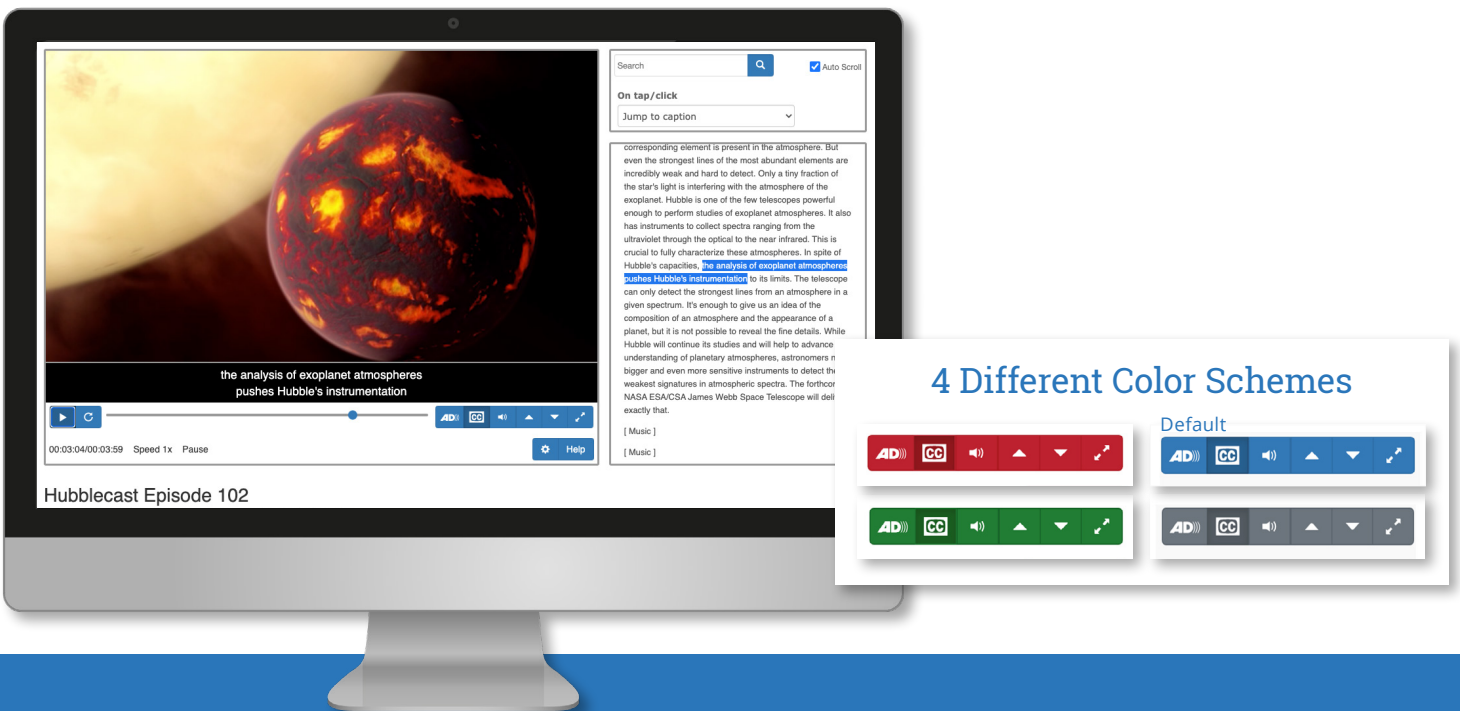 Search
Auto Scroll
On tap/click
Jump to caption
corresponding element is present in the atmosphere. But
even the strongest lines of the most abundant elements are
incredibly weak and hard to detect. Only a tiny fraction of
the star's light is interfering with the atmosphere of the
exoplanet. Hubble is one of the few telescopes powerful
enough to perform studies of exoplanet atmospheres. It also
has instruments to collect spectra ranging from the
ultraviolet through the optical to the near infrared. This is
crucial to fully characterize these atmospheres. In spite of
Hubble's capacities, the analysis of exoplanet atmospheres
pushes Hubble's instrumentation to its limits. The telescope
can only detect the strongest lines from an atmosphere in a
given spectrum. It's enough to give us an idea of the
composition of an atmosphere and the appearance of a
planet, but it is not possible to reveal the fine details. While
Hubble will continue its studies and will help to advance
understanding of planetary atmospheres, astronomers
bigger and even more sensitive instruments to detect the
weakest signatures in atmospheric spectra. The
NASA ESA/CSA James Webb Space Telescope will
exactly that.
[ Music ]
[ Music ]
the analysis of exoplanet atmospheres
pushes Hubble's instrumentation
AD CC
00:03:04/00:03:59 Speed 1x Pause
Help
Hubblecast Episode 102
4 Different Color Schemes
Default
AD CC
AD CC
AD CC
AD CC